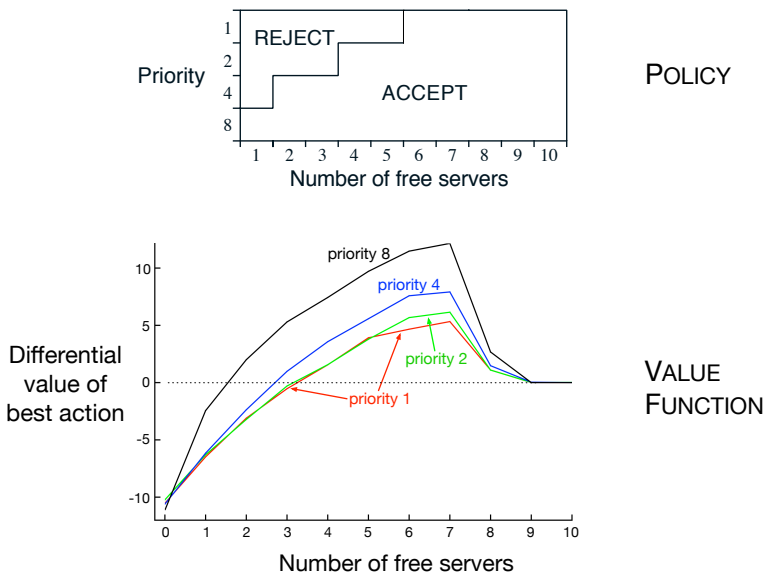 1
2
4
8
Priority
REJECT
ACCEPT
1 2 3 4 5 6 7 8 9 10
Number of free servers
POLICY
10
5
0
-5
-10
priority 8
priority 4
priority 2
priority 1
Differential
value of
best action
0 1 2 3 4 5 6 7 8 9 10
Number of free servers
VALUE
FUNCTION